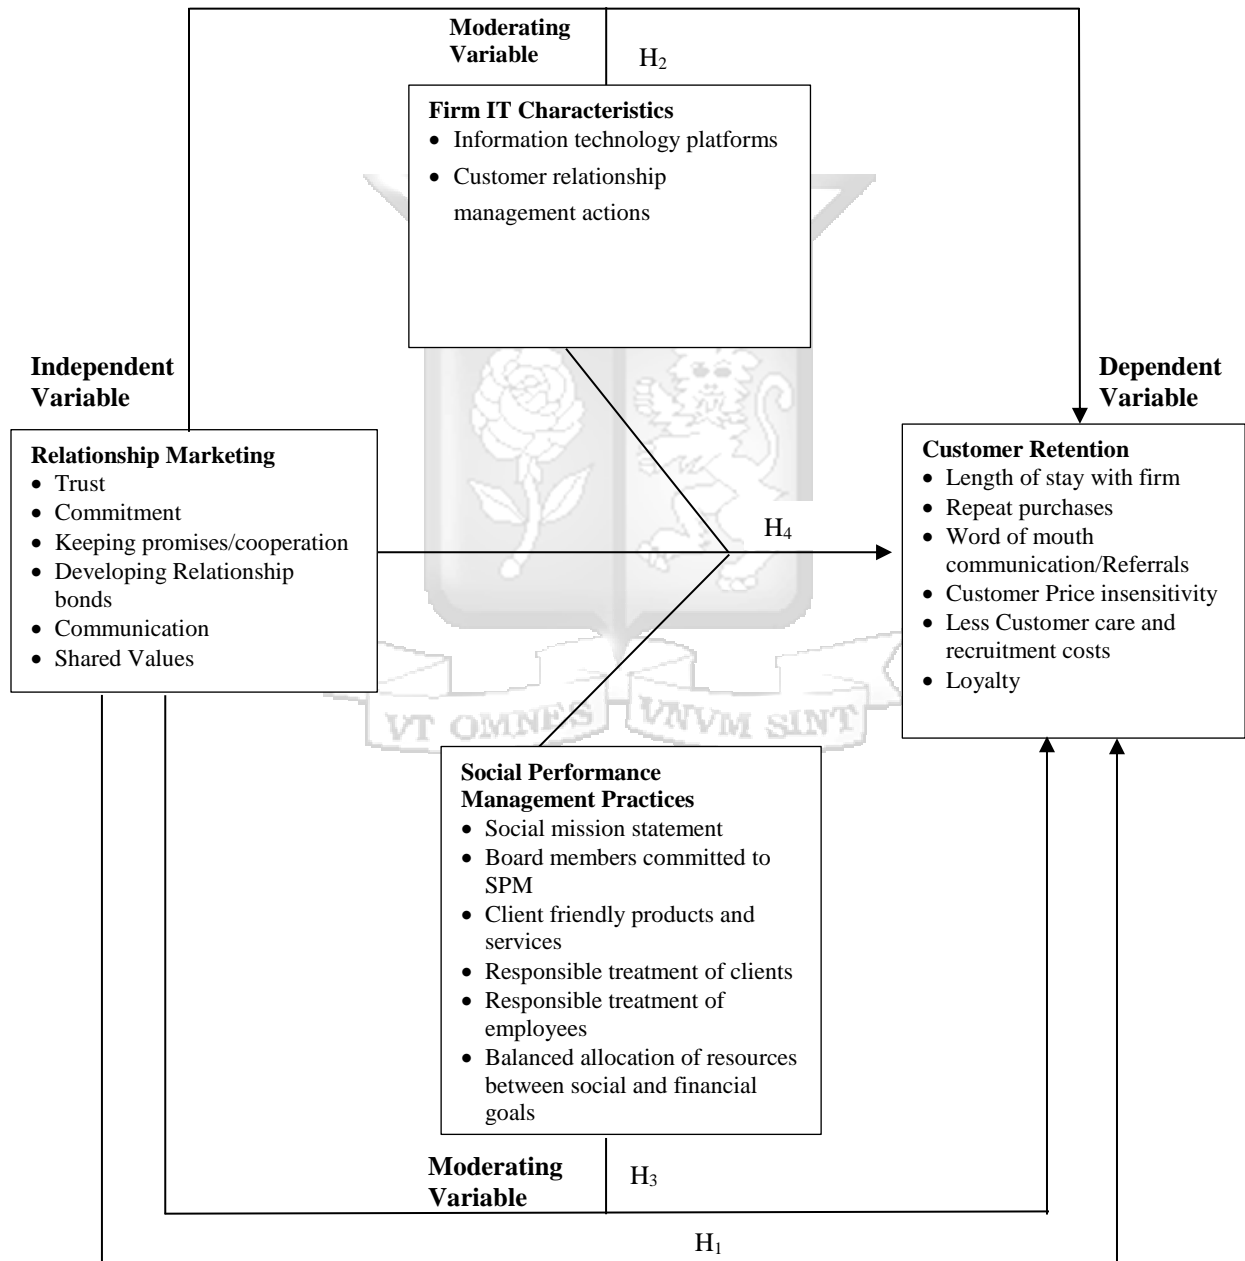 Moderating
Variable
H₂
Firm IT Characteristics
• Information technology platforms
• Customer relationship
management actions
Independent
Variable
Dependent
Variable
Relationship Marketing
• Trust
• Commitment
• Keeping promises/cooperation
• Developing Relationship
bonds
• Communication
• Shared Values
H₄
Customer Retention
• Length of stay with firm
• Repeat purchases
• Word of mouth
communication/Referrals
• Customer Price insensitivity
• Less Customer care and
recruitment costs
• Loyalty
VT OMNES VNVM SINT
Social Performance
Management Practices
• Social mission statement
• Board members committed to
SPM
• Client friendly products and
services
• Responsible treatment of clients
• Responsible treatment of
employees
• Balanced allocation of resources
between social and financial
goals
Moderating
Variable
H₃
H₁